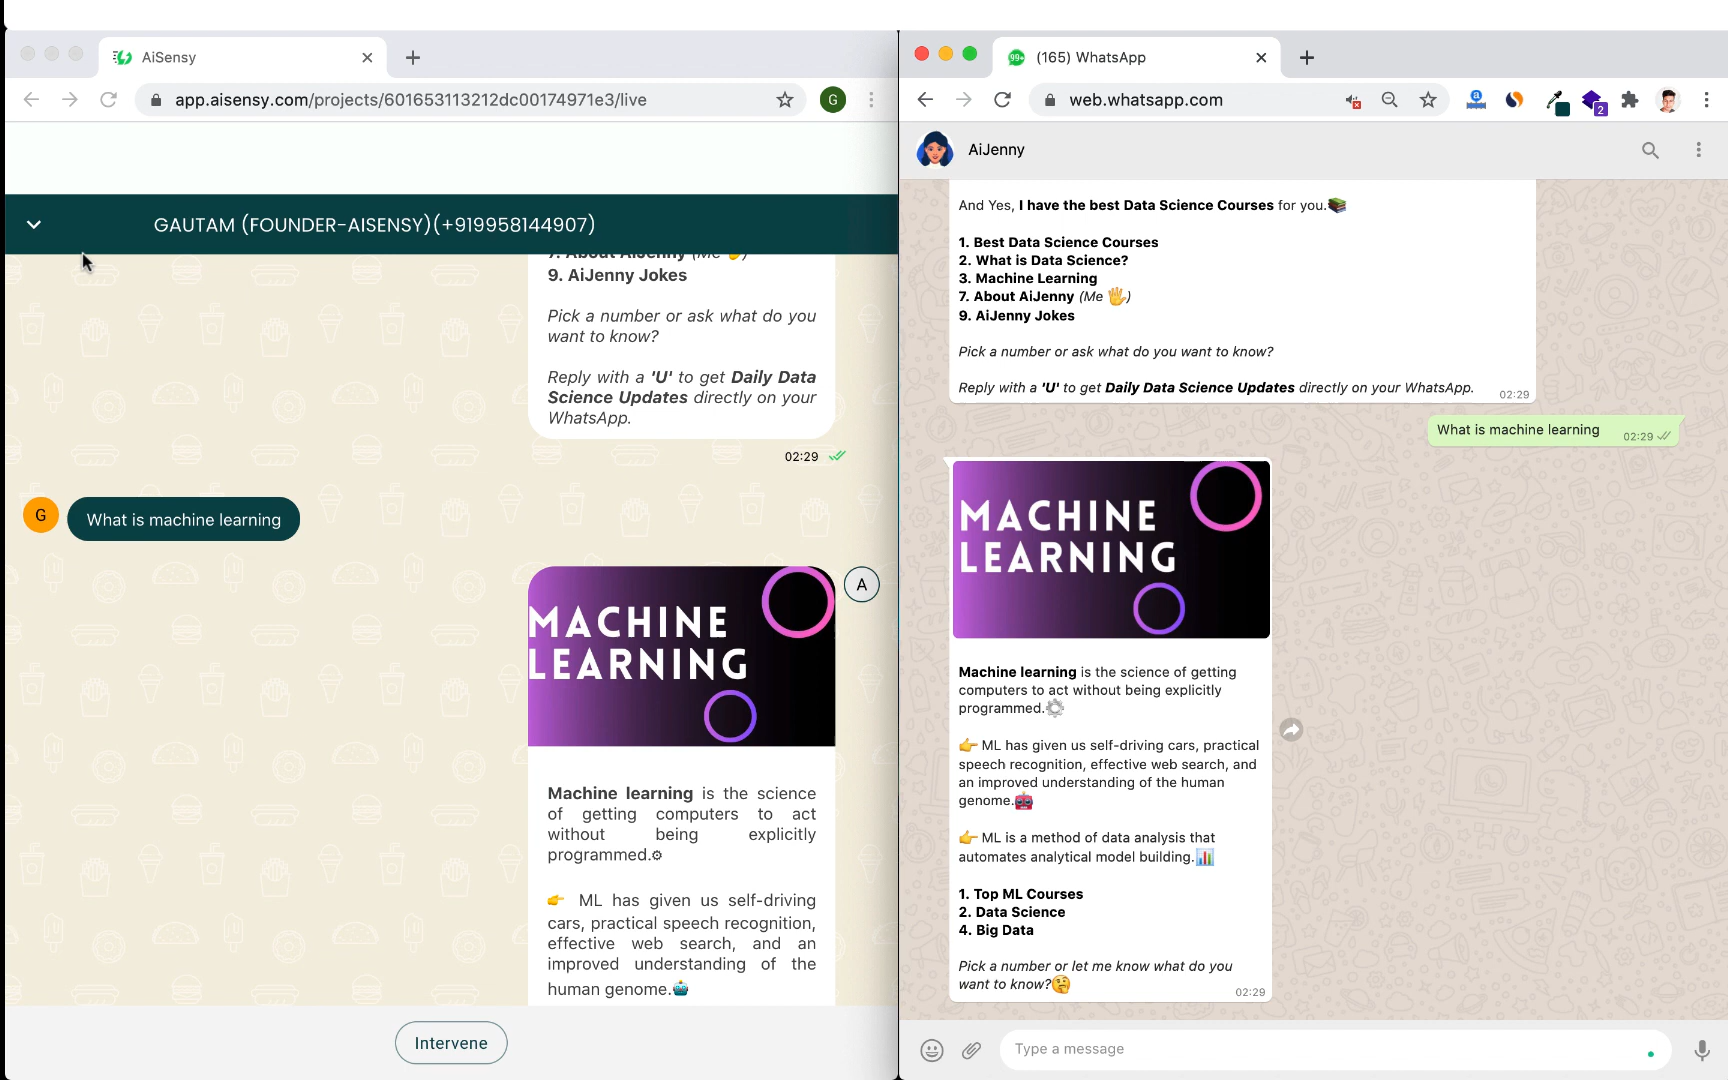 AiSensy
app.aisensy.com/projects/601653113212dc00174971e3/live
G
GAUTAM (FOUNDER-AISENSY)(+919958144907)
7. About AiJenny (Me 🖐)
9. AiJenny Jokes
Pick a number or ask what do you
want to know?
Reply with a 'U' to get Daily Data
Science Updates directly on your
WhatsApp.
02:29
G
What is machine learning
A
MACHINE
LEARNING
Machine learning is the science
of getting computers to act
without being explicitly
programmed.⚙
👉 ML has given us self-driving
cars, practical speech recognition,
effective web search, and an
improved understanding of the
human genome.🤖
Intervene
99+
(165) WhatsApp
web.whatsapp.com
a
2
AiJenny
And Yes, I have the best Data Science Courses for you.📚
1. Best Data Science Courses
2. What is Data Science?
3. Machine Learning
7. About AiJenny (Me 🖐)
9. AiJenny Jokes
Pick a number or ask what do you want to know?
Reply with a 'U' to get Daily Data Science Updates directly on your WhatsApp.
02:29
What is machine learning
02:29
MACHINE
LEARNING
Machine learning is the science of getting
computers to act without being explicitly
programmed.⚙
👉 ML has given us self-driving cars, practical
speech recognition, effective web search, and
an improved understanding of the human
genome.🤖
👉 ML is a method of data analysis that
automates analytical model building.📊
1. Top ML Courses
2. Data Science
4. Big Data
Pick a number or let me know what do you
want to know?🤔
02:29
Type a message